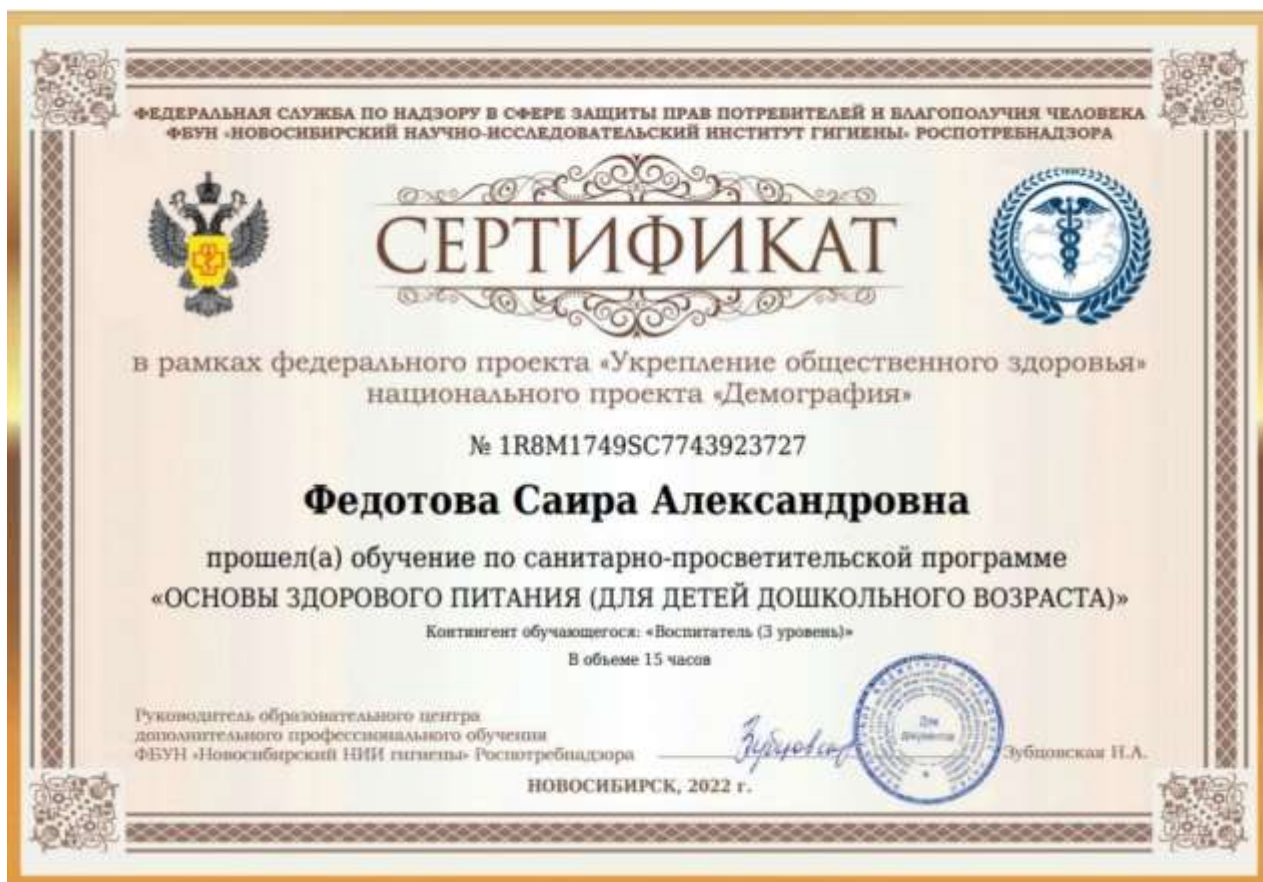 ФЕДЕРАЛЬНАЯ СЛУЖБА ПО НАДЗОРУ В СФЕРЕ ЗАЩИТЫ ПРАВ ПОТРЕБИТЕЛЕЙ И БЛАГОПОЛУЧИЯ ЧЕЛОВЕКА
ФБУН «НОВОСИБИРСКИЙ НАУЧНО-ИССЛЕДОВАТЕЛЬСКИЙ ИНСТИТУТ ГИГИЕНЫ» РОСПОТРЕБНАДЗОРА
СЕРТИФИКАТ
в рамках федерального проекта «Укрепление общественного здоровья»
национального проекта «Демография»
№ 1R8M1749SC7743923727
Федотова Саира Александровна
прошел(а) обучение по санитарно-просветительской программе
«ОСНОВЫ ЗДОРОВОГО ПИТАНИЯ (ДЛЯ ДЕТЕЙ ДОШКОЛЬНОГО ВОЗРАСТА)»
Контингент обучающегося: «Воспитатель (3 уровень)»
В объеме 15 часов
Руководитель образовательного центра
дополнительного профессионального обучения
ФБУН «Новосибирский НИИ гигиены» Роспотребнадзора
Для
документов
Зубцовская Н.А.
НОВОСИБИРСК, 2022 г.